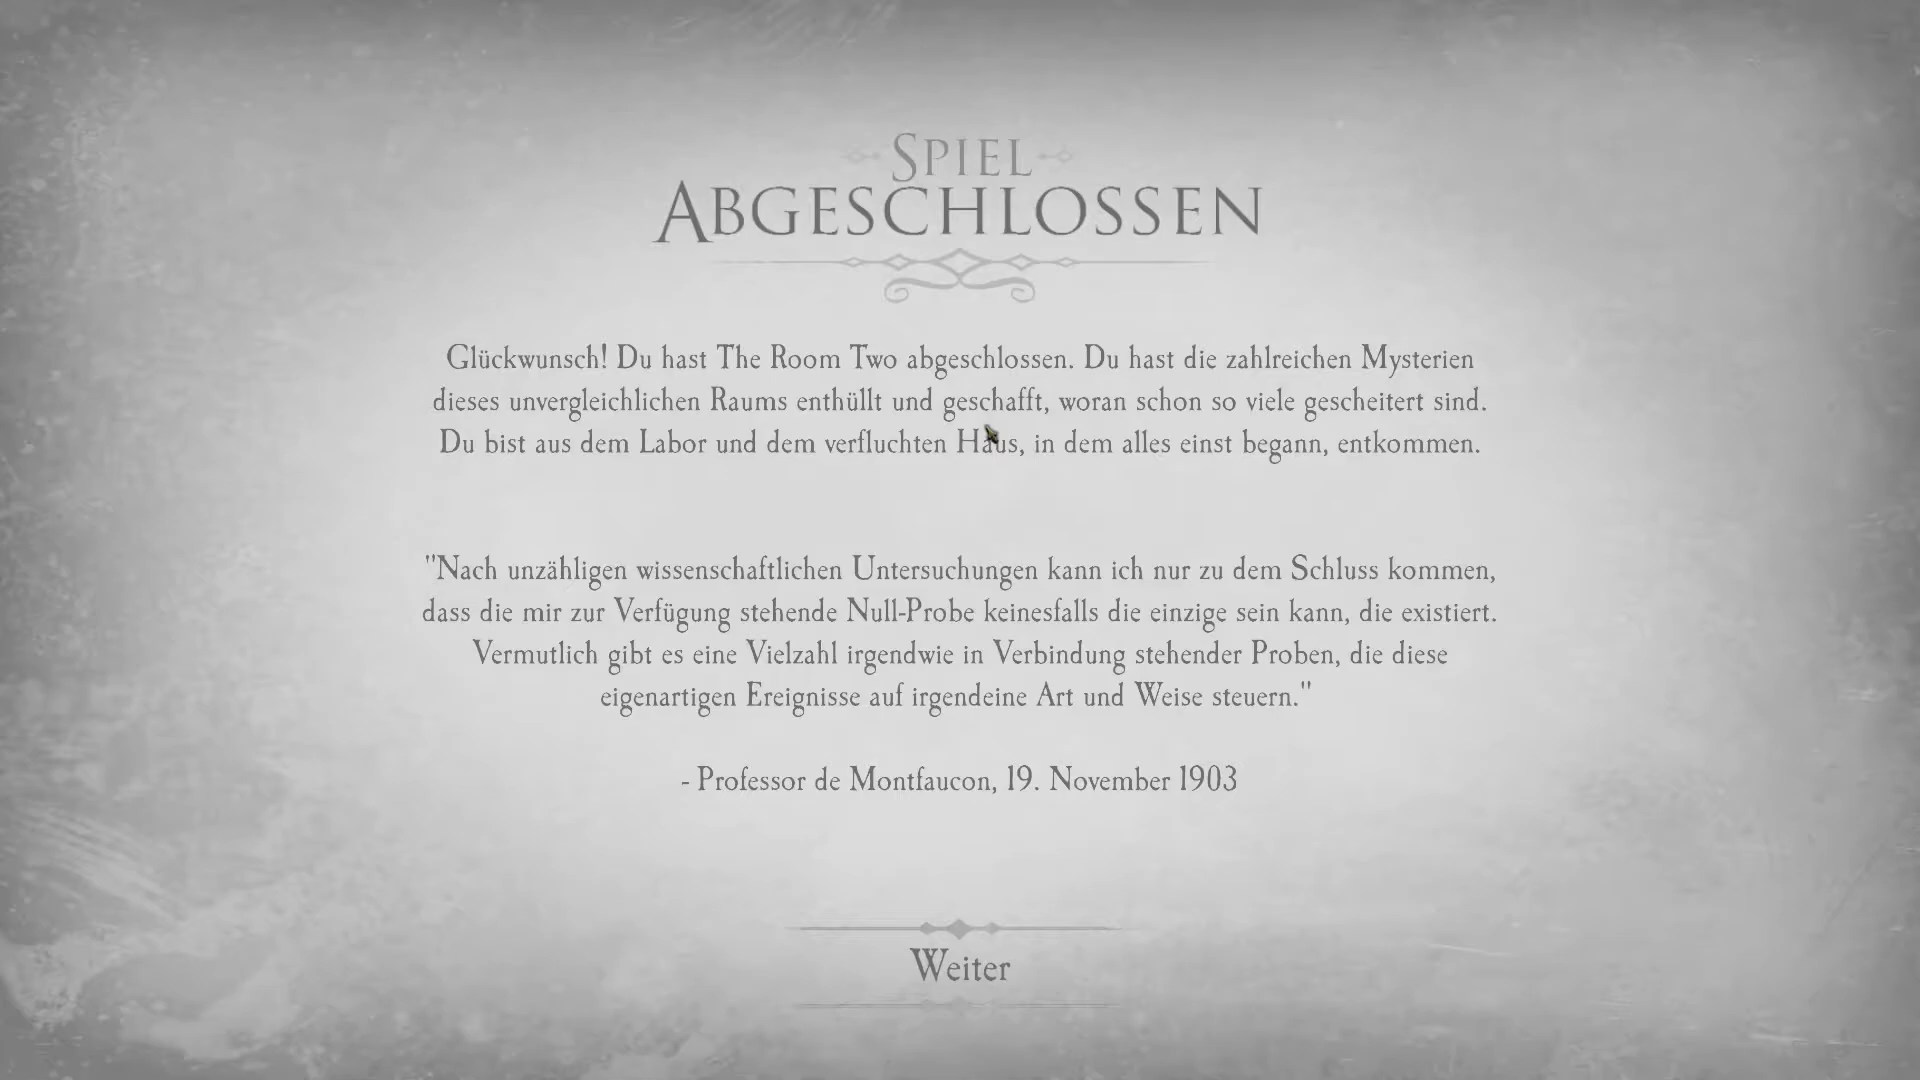 Spiel
Abgeschlossen
Glückwunsch! Du hast The Room Two abgeschlossen. Du hast die zahlreichen Mysterien
dieses unvergleichlichen Raums enthüllt und geschafft, woran schon so viele gescheitert sind.
Du bist aus dem Labor und dem verfluchten Haus, in dem alles einst begann, entkommen.
"Nach unzähligen wissenschaftlichen Untersuchungen kann ich nur zu dem Schluss kommen,
dass die mir zur Verfügung stehende Null-Probe keinesfalls die einzige sein kann, die existiert.
Vermutlich gibt es eine Vielzahl irgendwie in Verbindung stehender Proben, die diese
eigenartigen Ereignisse auf irgendeine Art und Weise steuern."
- Professor de Montfaucon, 19. November 1903
Weiter